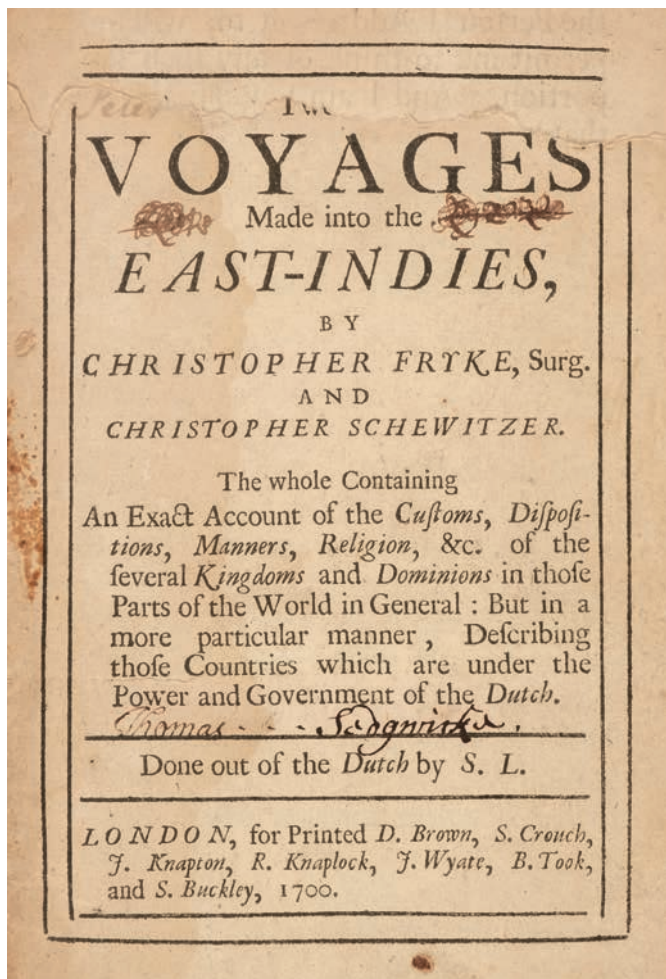 VOYAGES
Made into the
EAST-INDIES,
BY
CHRISTOPHER FRYKE, Surg.
AND
CHRISTOPHER SCHEWITZER.
The whole Containing
An Exact Account of the Cuſtoms, Diſpoſi-
tions, Manners, Religion, &c. of the
ſeveral Kingdoms and Dominions in thoſe
Parts of the World in General : But in a
more particular manner , Deſcribing
thoſe Countries which are under the
Power and Government of the Dutch.
Thomas - - - Sedgwicke.
Done out of the Dutch by S. L.
LONDON, for Printed D. Brown, S. Crouch,
J. Knapton, R. Knaplock, J. Wyate, B. Took,
and S. Buckley, 1700.